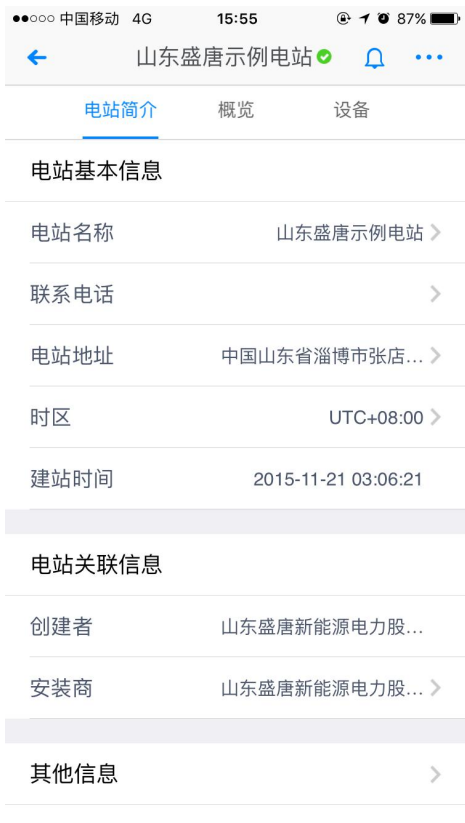 中国移动 4G 15:55 87%
山东盛唐示例电站
电站简介 概览 设备
电站基本信息
电站名称 山东盛唐示例电站
联系电话
电站地址 中国山东省淄博市张店...
时区 UTC+08:00
建站时间 2015-11-21 03:06:21
电站关联信息
创建者 山东盛唐新能源电力股...
安装商 山东盛唐新能源电力股...
其他信息